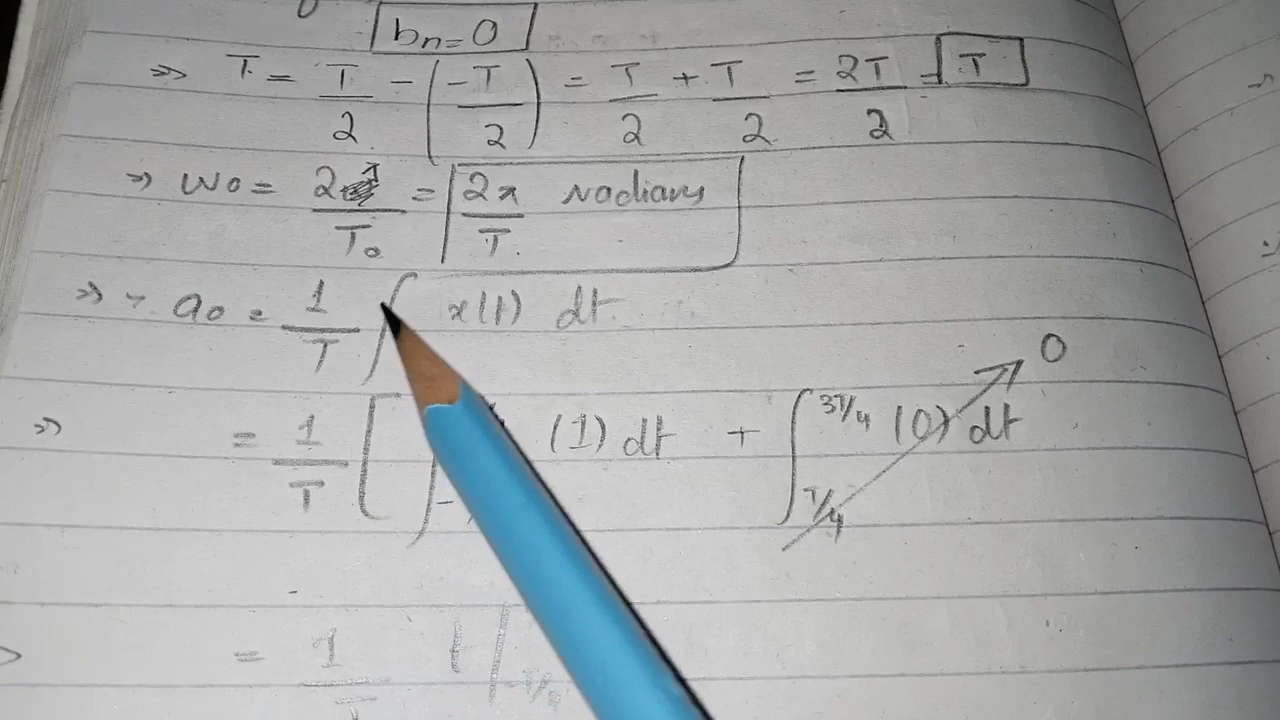 bn=0
⇒ T = T/2 - (-T/2) = T/2 + T/2 = 2T/2 = T
⇒ ω0 = 2π/T0 = 2π/T radians
⇒ a0 = 1/T ∫ x(t) dt
⇒ = 1/T [ ∫ (1) dt + ∫ T/4 3T/4 (0) dt 0
= 1/T t |